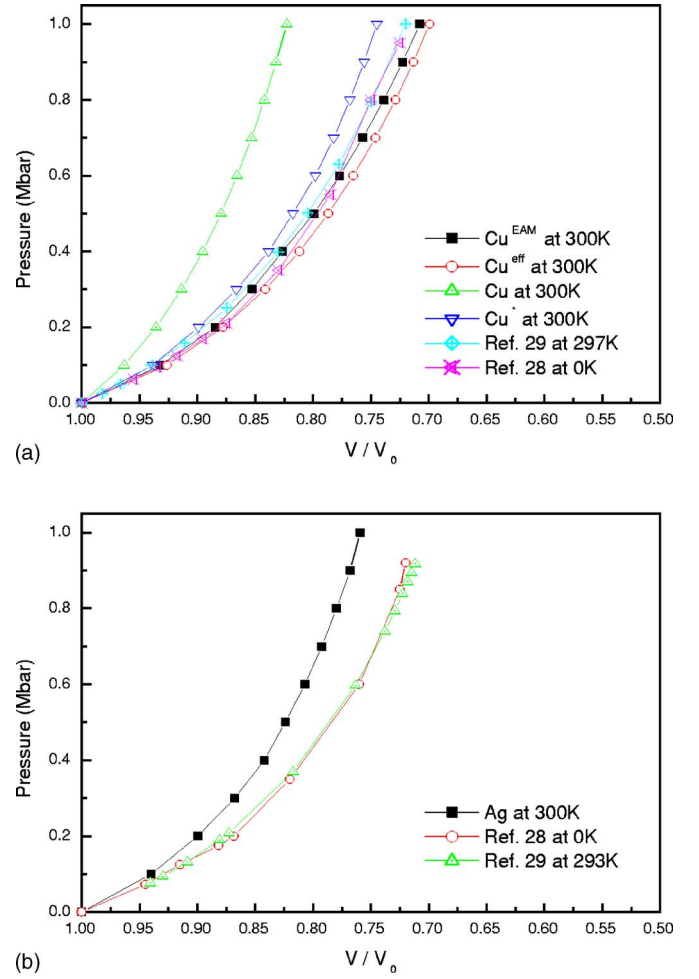 1.0
0.8
0.6
0.4
0.2
0.0
Pressure (Mbar)
Cu^EAM at 300K
Cu^eff at 300K
Cu at 300K
Cu^* at 300K
Ref. 29 at 297K
Ref. 28 at 0K
1.00 0.95 0.90 0.85 0.80 0.75 0.70 0.65 0.60 0.55 0.50
(a)
V / V_0
1.0
0.8
0.6
0.4
0.2
0.0
Pressure (Mbar)
Ag at 300K
Ref. 28 at 0K
Ref. 29 at 293K
1.00 0.95 0.90 0.85 0.80 0.75 0.70 0.65 0.60 0.55 0.50
(b)
V / V_0